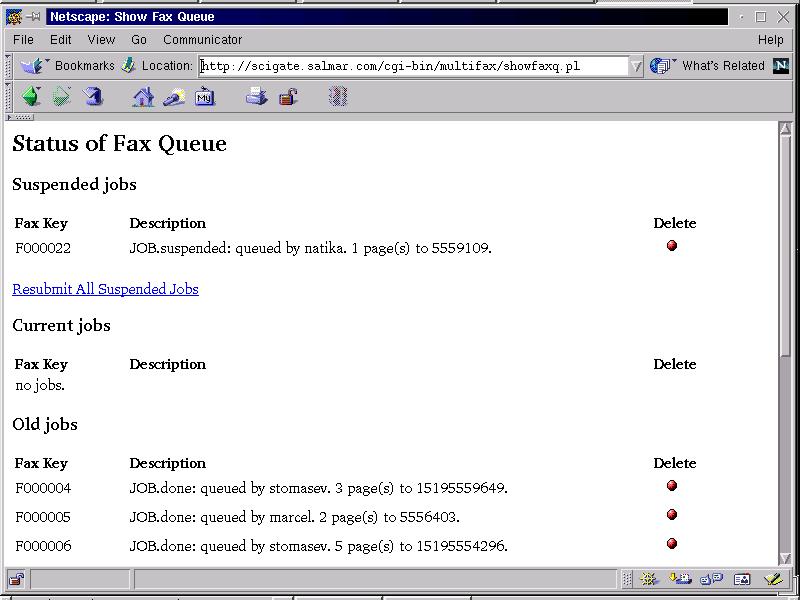 Netscape: Show Fax Queue
File Edit View Go Communicator Help
Bookmarks Location: http://scigate.salmar.com/cgi-bin/multifax/showfaxq.pl What's Related N
My
Status of Fax Queue
Suspended jobs
Fax Key Description Delete
F000022 JOB.suspended: queued by natika. 1 page(s) to 5559109.
Resubmit All Suspended Jobs
Current jobs
Fax Key Description Delete
no jobs.
Old jobs
Fax Key Description Delete
F000004 JOB.done: queued by stomasev. 3 page(s) to 15195559649.
F000005 JOB.done: queued by marcel. 2 page(s) to 5556403.
F000006 JOB.done: queued by stomasev. 5 page(s) to 15195554296.